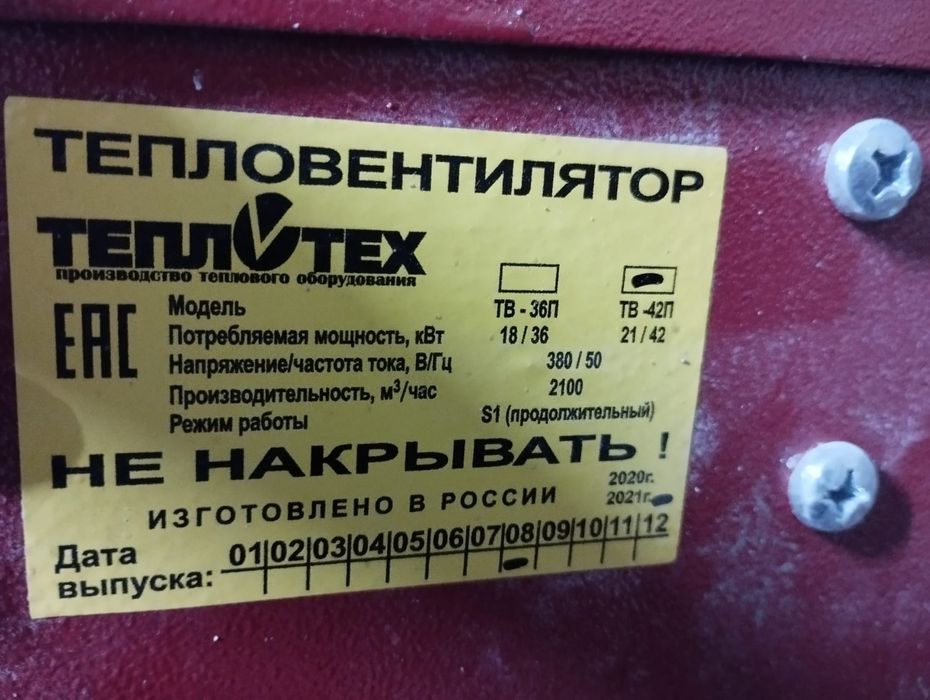 ТЕПЛОВЕНТИЛЯТОР
ТЕПЛОТЕХ
производство теплового оборудования
ЕАС
Модель ТВ - 36П ТВ -42П
Потребляемая мощность, кВт 18 / 36 21 / 42
Напряжение/частота тока, В/Гц 380 / 50
Производительность, м³/час 2100
Режим работы S1 (продолжительный)
НЕ НАКРЫВАТЬ !
2020г.
ИЗГОТОВЛЕНО В РОССИИ 2021г.
Дата выпуска: 01 02 03 04 05 06 07 08 09 10 11 12